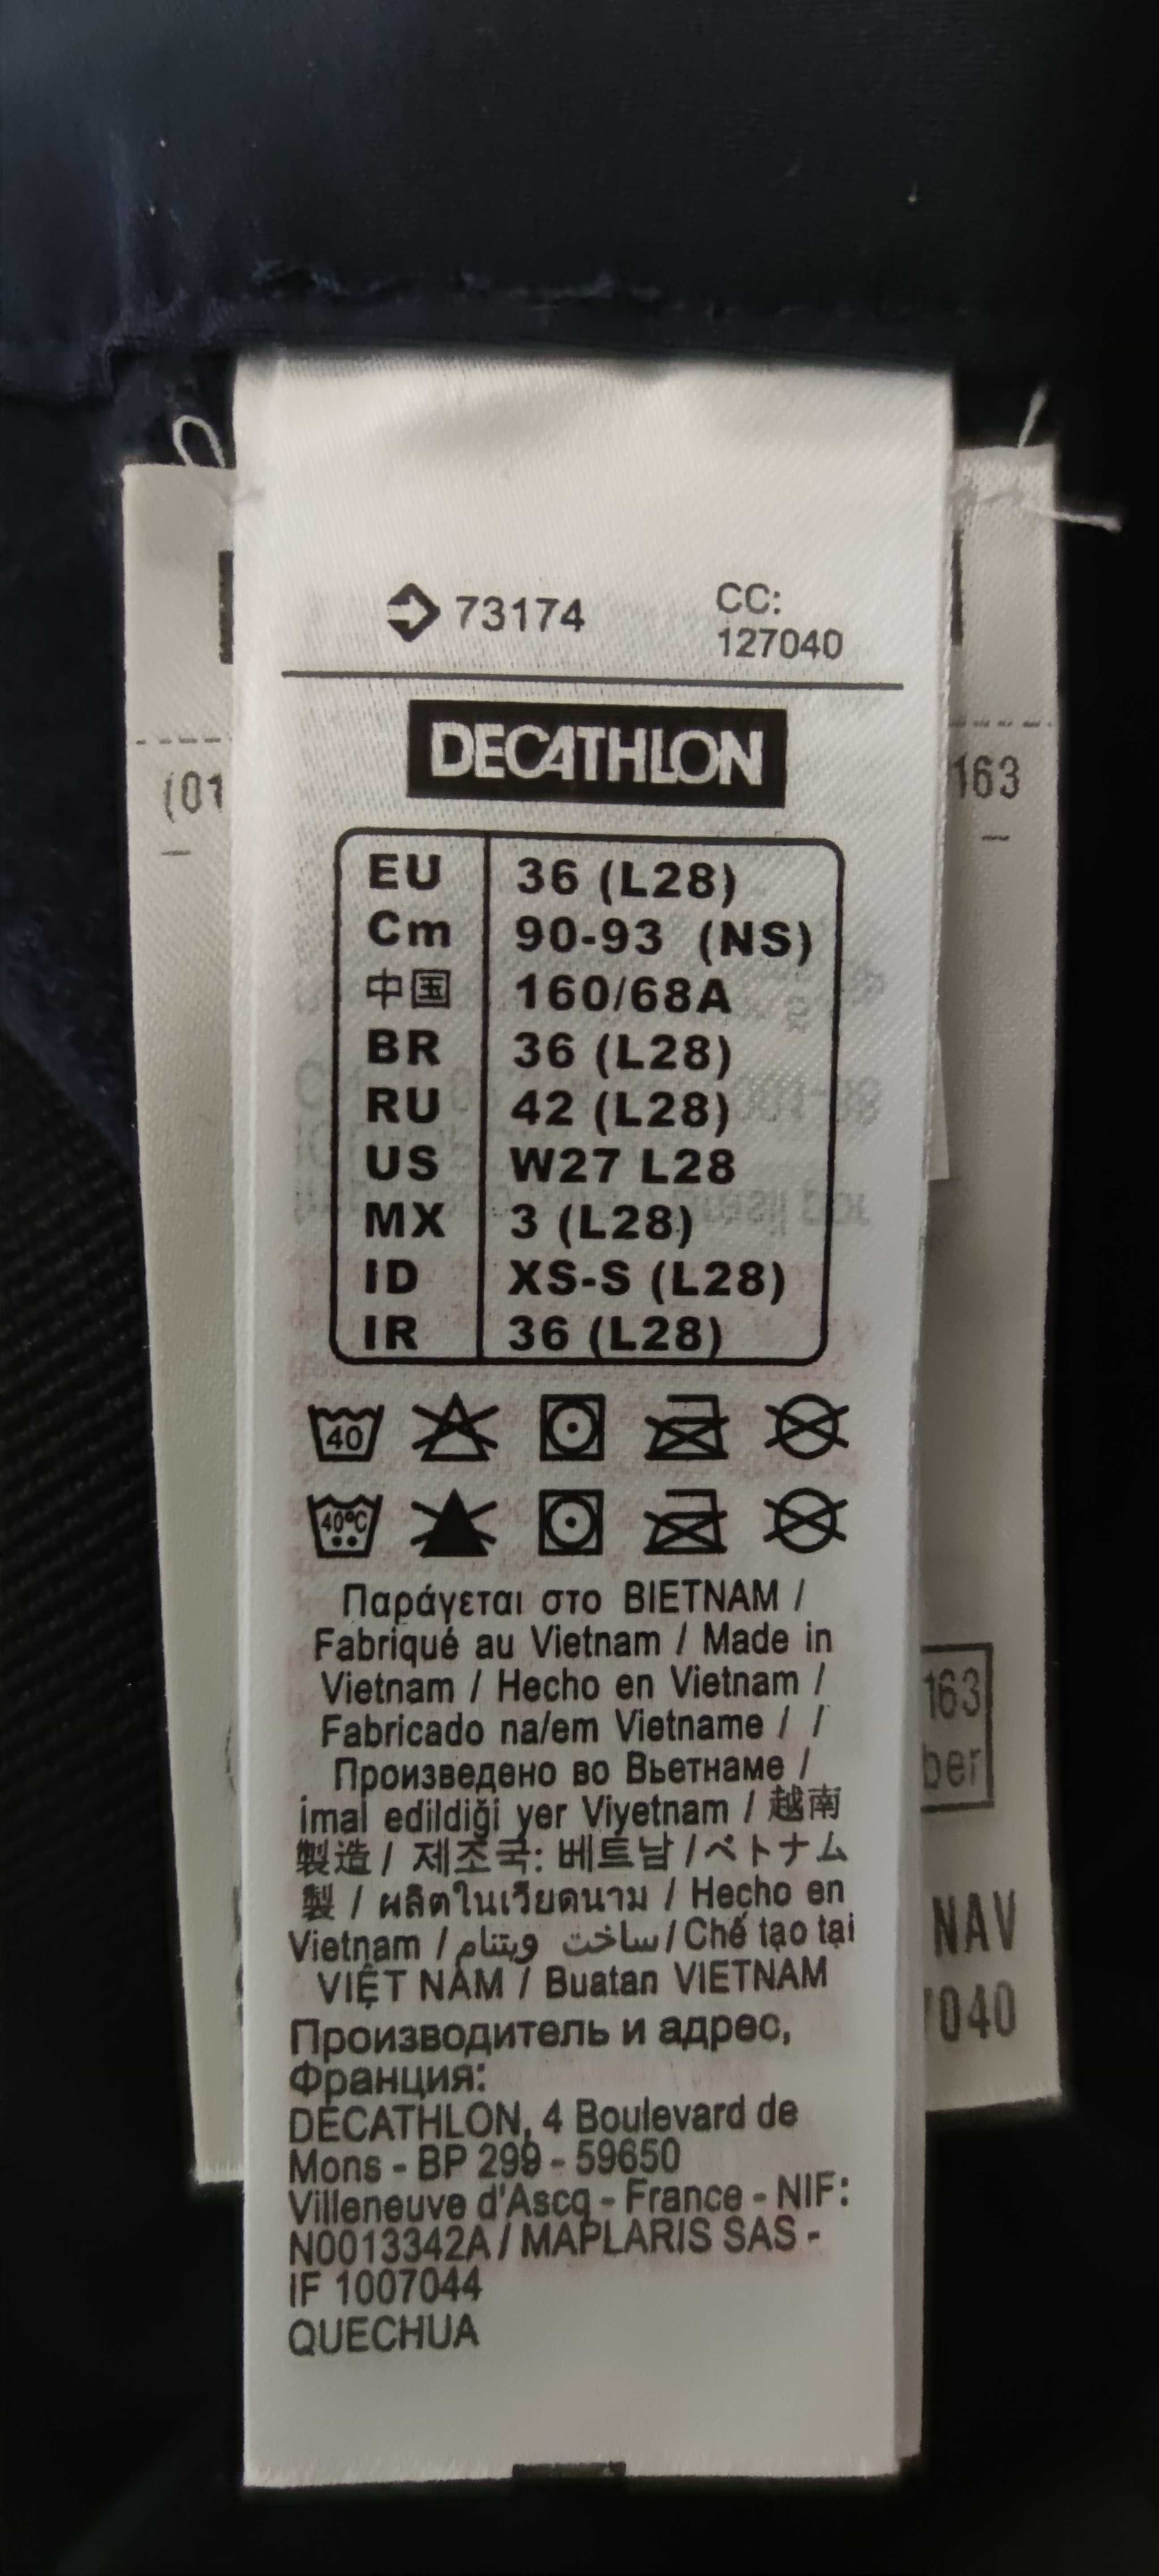 73174
CC:
127040
DECATHLON
EU 36 (L28)
Cm 90-93 (NS)
中国 160/68A
BR 36 (L28)
RU 42 (L28)
US W27 L28
MX 3 (L28)
ID XS-S (L28)
IR 36 (L28)
40
40°C
Παράγεται στο ΒΙΕΤΝΑΜ /
Fabriqué au Vietnam / Made in
Vietnam / Hecho en Vietnam /
Fabricado na/em Vietname / /
Произведено во Вьетнаме /
İmal edildiği yer Viyetnam / 越南
製造 / 제조국: 베트남 / ベトナム
製 / ผลิตในเวียดนาม / Hecho en
Vietnam / ساخت ویتنام / Chế tạo tại
VIỆT NAM / Buatan VIETNAM
Производитель и адрес,
Франция:
DECATHLON, 4 Boulevard de
Mons - BP 299 - 59650
Villeneuve d'Ascq - France - NIF:
N0013342A / MAPLARIS SAS -
IF 1007044
QUECHUA
(01
163
163
ber
NAV
7040